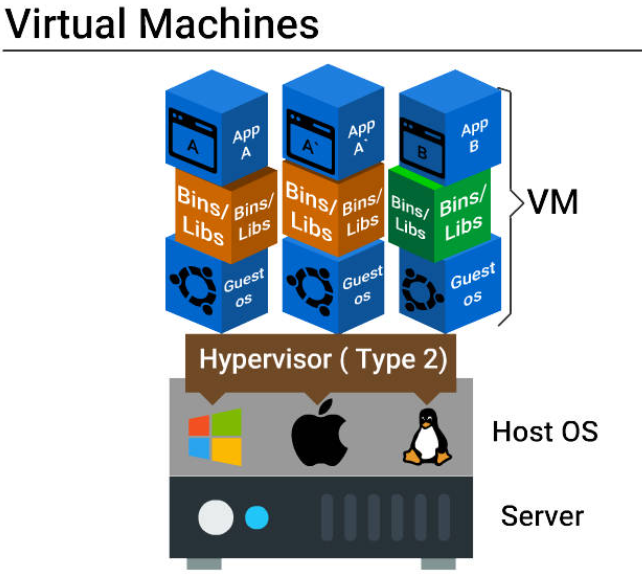 Virtual Machines
A
App
A
A`
App
A`
B
App
B
Bins/
Libs
Bins/
Libs
Bins/
Libs
Bins/
Libs
Bins/
Libs
Bins/
Libs
VM
Guest
os
Guest
os
Guest
os
Hypervisor ( Type 2)
Host OS
Server